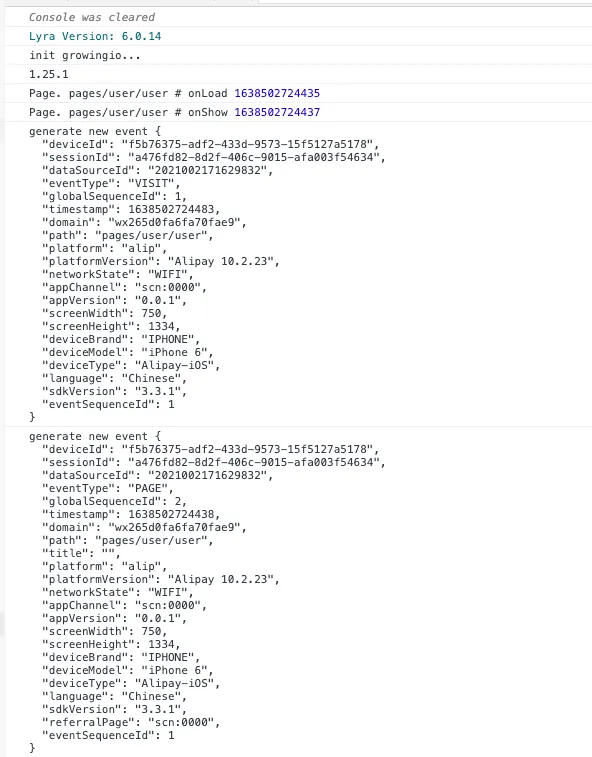 Console was cleared
Lyra Version: 6.0.14
init growingio...
1.25.1
Page. pages/user/user # onLoad 1638502724435
Page. pages/user/user # onShow 1638502724437
generate new event {
  "deviceId": "f5b76375-adf2-433d-9573-15f5127a5178",
  "sessionId": "a476fd82-8d2f-406c-9015-afa003f54634",
  "dataSourceId": "2021002171629832",
  "eventType": "VISIT",
  "globalSequenceId": 1,
  "timestamp": 1638502724483,
  "domain": "wx265d0fa6fa70fae9",
  "path": "pages/user/user",
  "platform": "alip",
  "platformVersion": "Alipay 10.2.23",
  "networkState": "WIFI",
  "appChannel": "scn:0000",
  "appVersion": "0.0.1",
  "screenWidth": 750,
  "screenHeight": 1334,
  "deviceBrand": "IPHONE",
  "deviceModel": "iPhone 6",
  "deviceType": "Alipay-iOS",
  "language": "Chinese",
  "sdkVersion": "3.3.1",
  "eventSequenceId": 1
}
generate new event {
  "deviceId": "f5b76375-adf2-433d-9573-15f5127a5178",
  "sessionId": "a476fd82-8d2f-406c-9015-afa003f54634",
  "dataSourceId": "2021002171629832",
  "eventType": "PAGE",
  "globalSequenceId": 2,
  "timestamp": 1638502724438,
  "domain": "wx265d0fa6fa70fae9",
  "path": "pages/user/user",
  "title": "",
  "platform": "alip",
  "platformVersion": "Alipay 10.2.23",
  "networkState": "WIFI",
  "appChannel": "scn:0000",
  "appVersion": "0.0.1",
  "screenWidth": 750,
  "screenHeight": 1334,
  "deviceBrand": "IPHONE",
  "deviceModel": "iPhone 6",
  "deviceType": "Alipay-iOS",
  "language": "Chinese",
  "sdkVersion": "3.3.1",
  "referralPage": "scn:0000",
  "eventSequenceId": 1
}